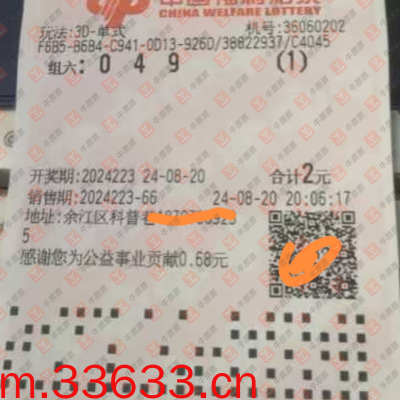 中国福利彩票
CHINA WELFARE LOTTERY
玩法:3D-单式 机号:36060202
F6B5-B684-C941-0D13-926D/38822937/C4045
组六: 0 4 9 (1)
开奖期:2024223 24-08-20 合计2元
销售期:2024223-66 24-08-20 20:05:17
地址:余江区科普
5
感谢您为公益事业贡献0.68元
m.33633.cn